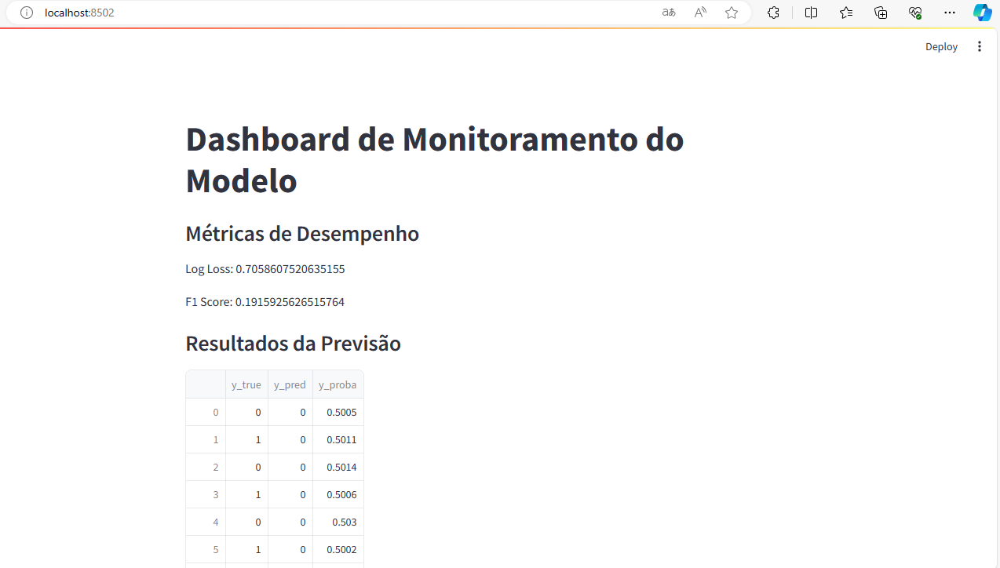 localhost:8502
Deploy
Dashboard de Monitoramento do
Modelo
Métricas de Desempenho
Log Loss: 0.7058607520635155
F1 Score: 0.1915925626515764
Resultados da Previsão
y_true y_pred y_proba
0 0 0 0.5005
1 1 0 0.5011
2 0 0 0.5014
3 1 0 0.5006
4 0 0 0.503
5 1 0 0.5002